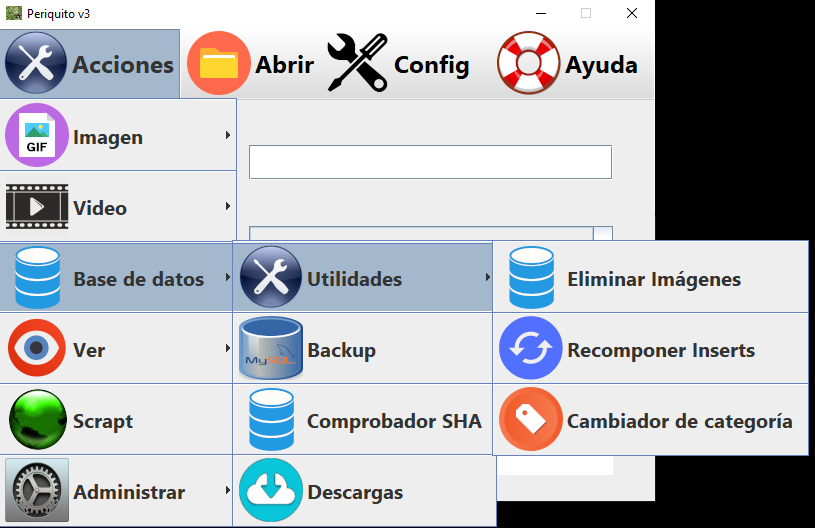 Periquito v3
Acciones
Abrir
Config
Ayuda
GIF
Imagen
Video
Base de datos
Utilidades
Eliminar Imágenes
Ver
MySQL
Backup
Recomponer Inserts
Scrapt
Comprobador SHA
Cambiador de categoría
Administrar
Descargas